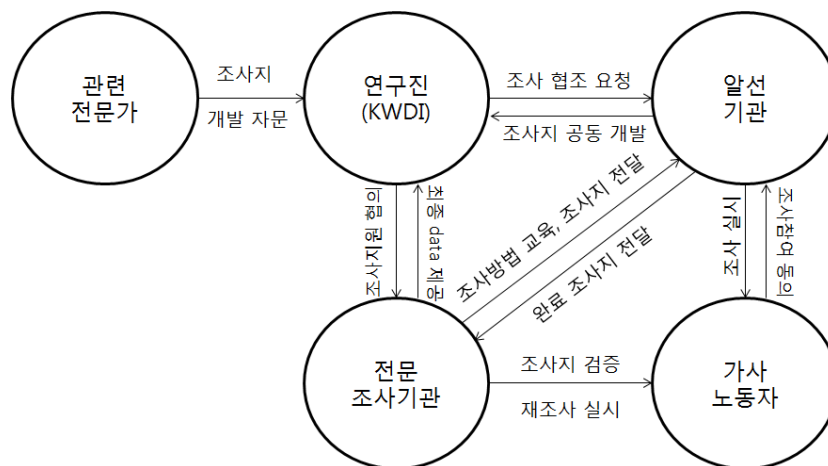 관련
전문가
조사지
개발 자문
연구진
(KWDI)
조사 협조 요청
조사지 공동 개발
알선
기관
조사지원 협의
최종 data 제공
조사방법 교육, 조사지 전달
완료 조사지 전달
조사 실시
조사참여 동의
전문
조사기관
조사지 검증
재조사 실시
가사
노동자